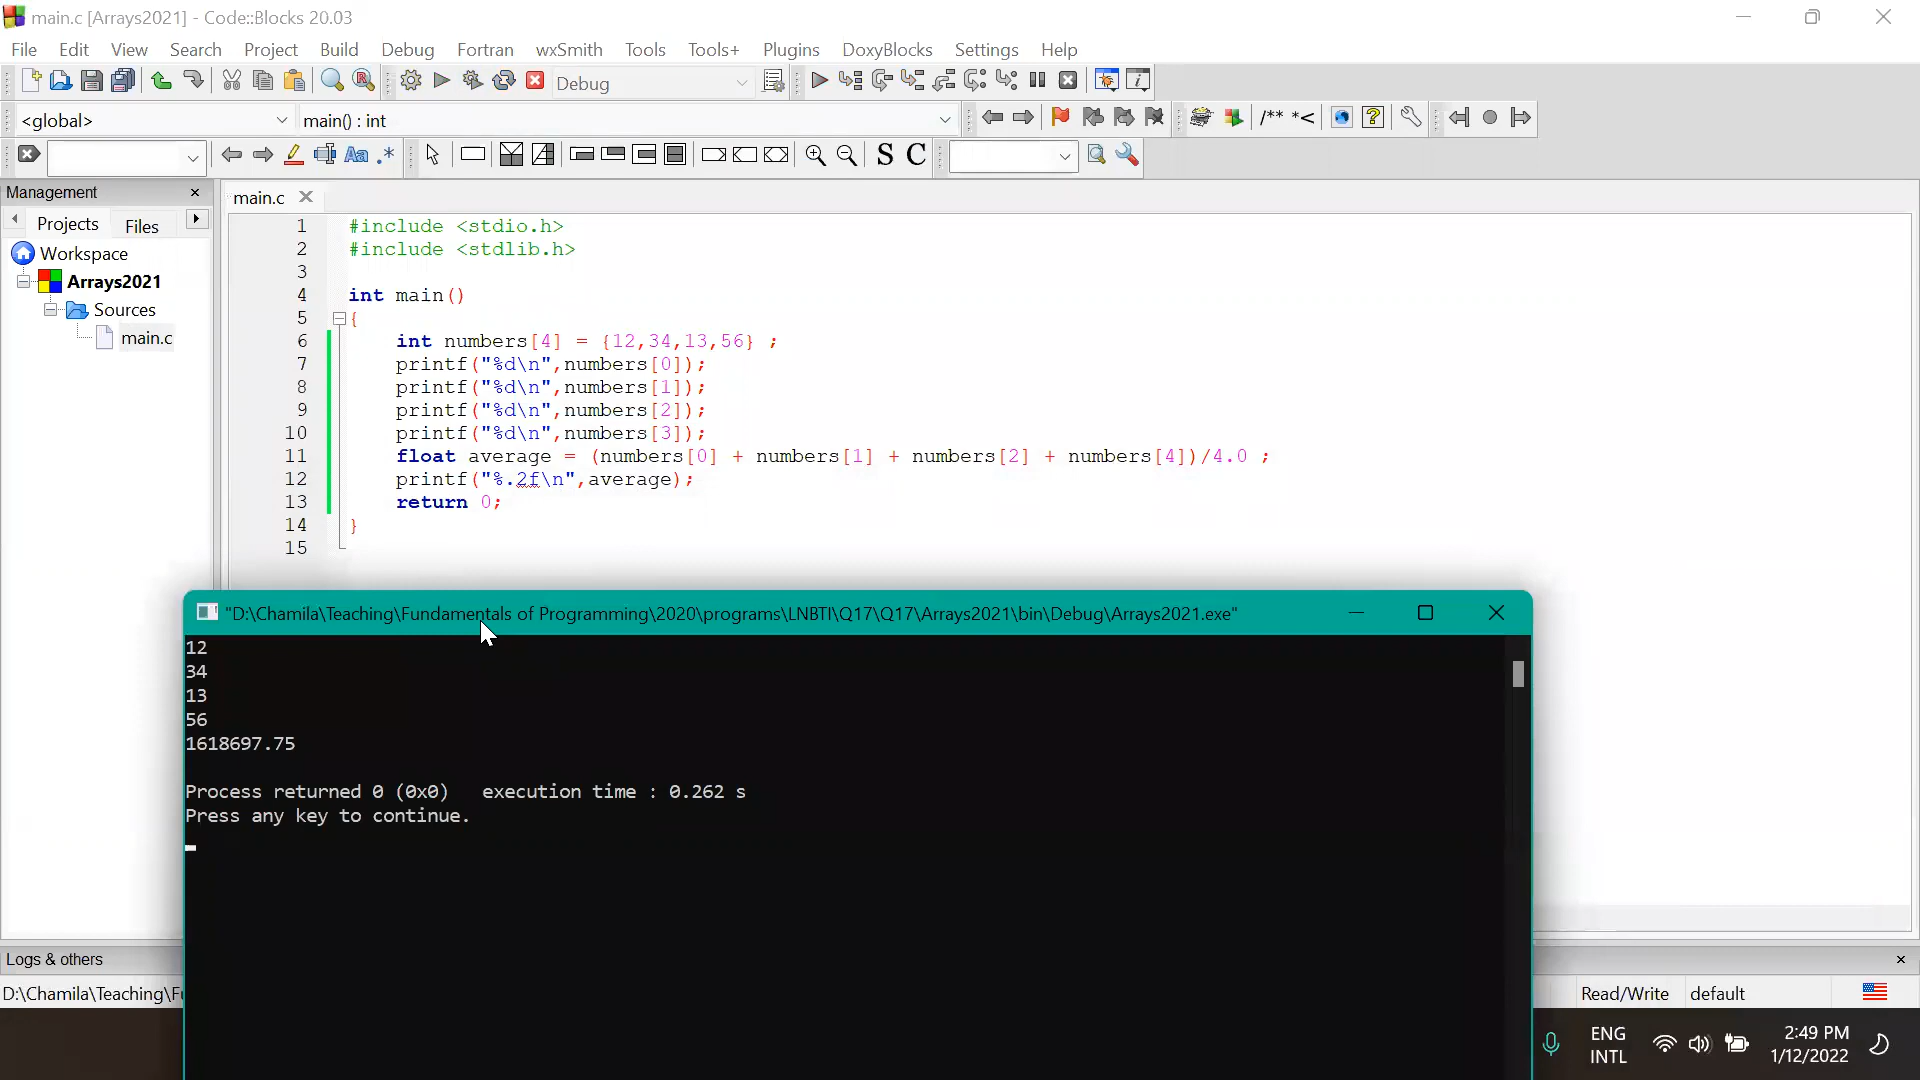 main.c [Arrays2021] - Code::Blocks 20.03
File Edit View Search Project Build Debug Fortran wxSmith Tools Tools+ Plugins DoxyBlocks Settings Help
Debug
<global> main() : int /** *<
Aa .* S C
Management
main.c
Projects Files
Workspace
Arrays2021
Sources
main.c
1 #include <stdio.h>
2 #include <stdlib.h>
3
4 int main()
5 {
6 int numbers[4] = {12,34,13,56} ;
7 printf("%d\n",numbers[0]);
8 printf("%d\n",numbers[1]);
9 printf("%d\n",numbers[2]);
10 printf("%d\n",numbers[3]);
11 float average = (numbers[0] + numbers[1] + numbers[2] + numbers[4])/4.0 ;
12 printf("%.2f\n",average);
13 return 0;
14 }
15
"D:\Chamila\Teaching\Fundamentals of Programming\2020\programs\LNBTI\Q17\Q17\Arrays2021\bin\Debug\Arrays2021.exe"
12
34
13
56
1618697.75
Process returned 0 (0x0) execution time : 0.262 s
Press any key to continue.
Logs & others
D:\Chamila\Teaching\Fu Read/Write default
ENG
INTL
2:49 PM
1/12/2022